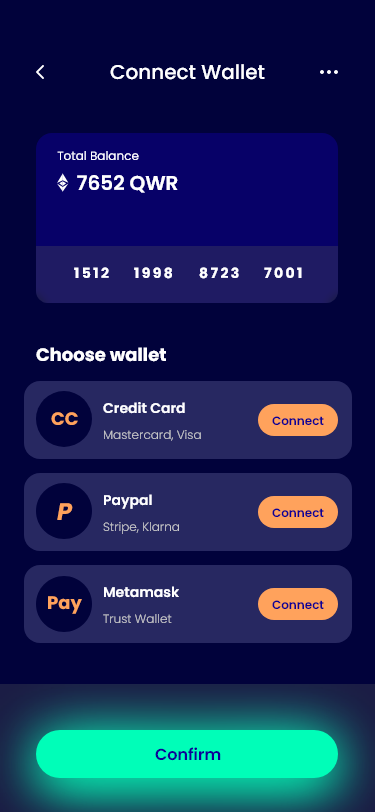 Connect Wallet
Total Balance
7652 QWR
1512 1998 8723 7001
Choose wallet
CC
Credit Card
Mastercard, Visa
Connect
P
Paypal
Stripe, Klarna
Connect
Pay
Metamask
Trust Wallet
Connect
Confirm